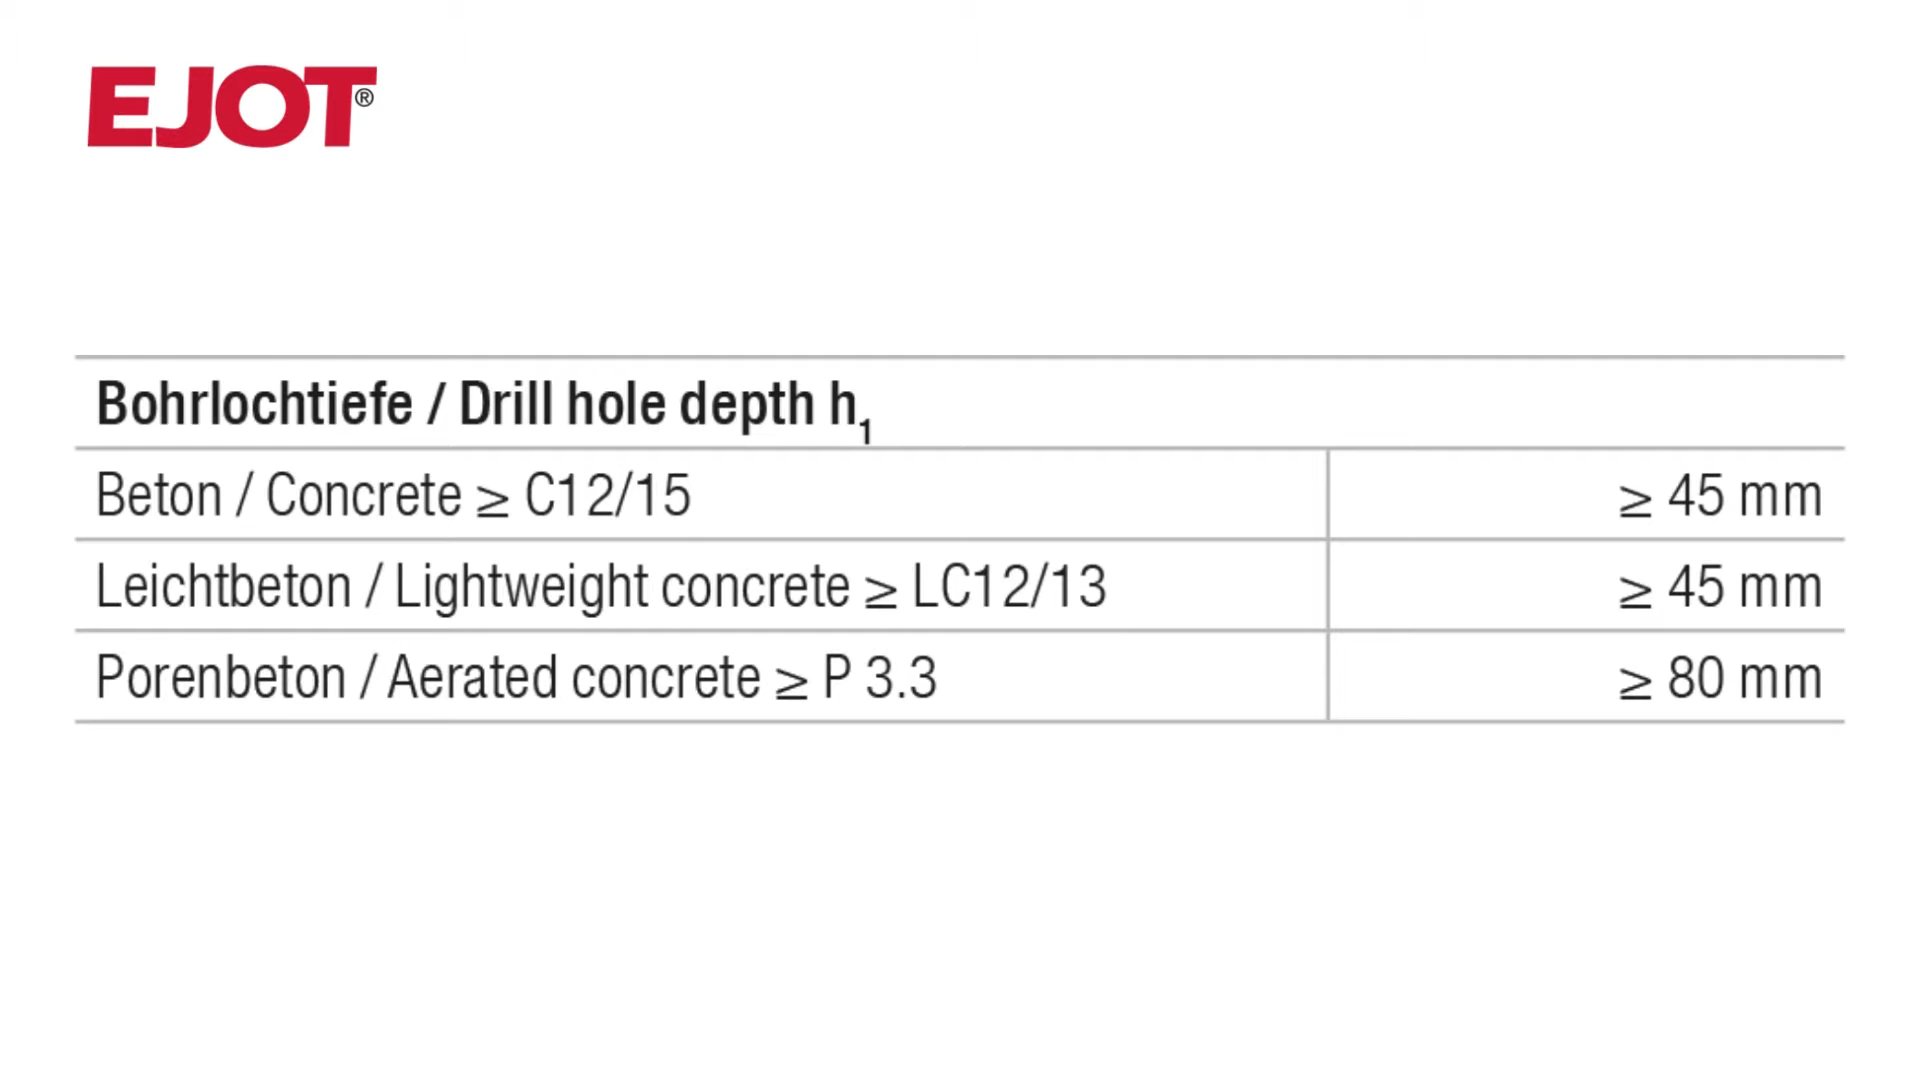 EJOT®
Bohrlochtiefe / Drill hole depth h₁
Beton / Concrete ≥ C12/15 ≥ 45 mm
Leichtbeton / Lightweight concrete ≥ LC12/13 ≥ 45 mm
Porenbeton / Aerated concrete ≥ P 3.3 ≥ 80 mm